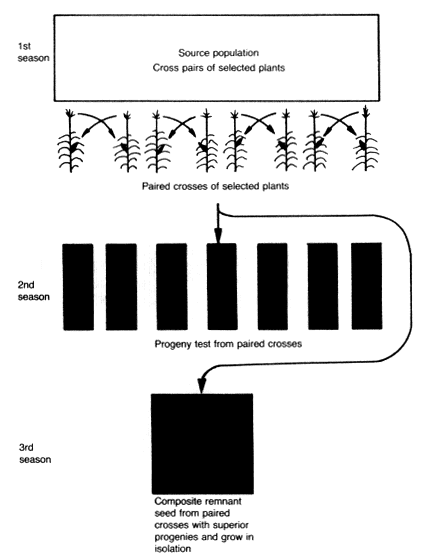 1st
season
Source population
Cross pairs of selected plants
Paired crosses of selected plants
2nd
season
Progeny test from paired crosses
3rd
season
Composite remnant
seed from paired
crosses with superior
progenies and grow in
isolation